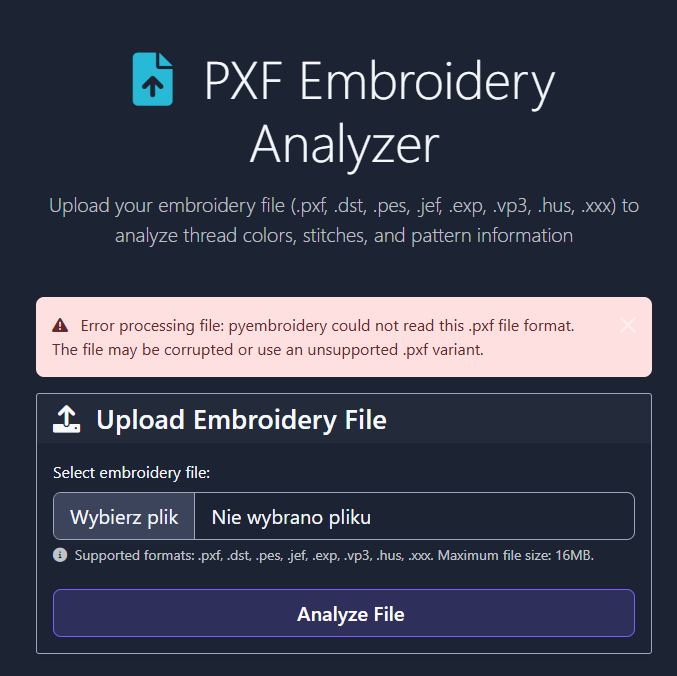 PXF Embroidery
Analyzer
Upload your embroidery file (.pxf, .dst, .pes, .jef, .exp, .vp3, .hus, .xxx) to
analyze thread colors, stitches, and pattern information
Error processing file: pyembroidery could not read this .pxf file format.
The file may be corrupted or use an unsupported .pxf variant.
Upload Embroidery File
Select embroidery file:
Wybierz plik Nie wybrano pliku
Supported formats: .pxf, .dst, .pes, .jef, .exp, .vp3, .hus, .xxx. Maximum file size: 16MB.
Analyze File